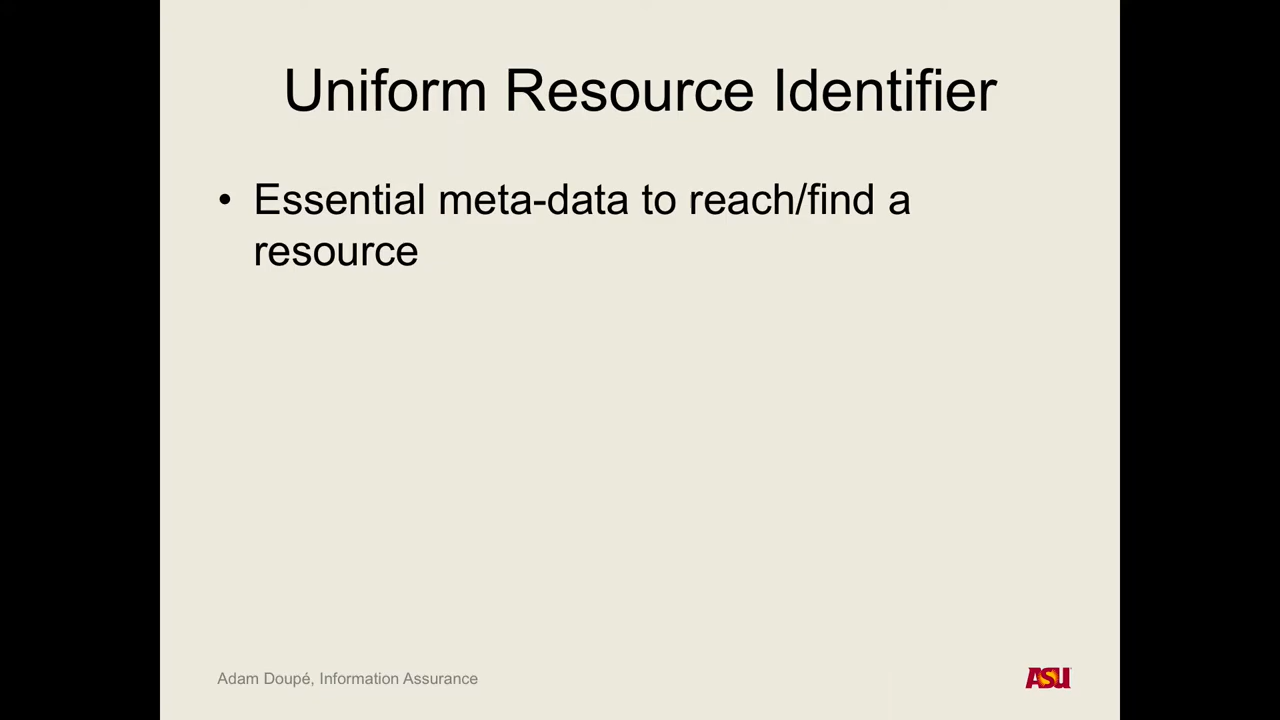 Uniform Resource Identifier
• Essential meta-data to reach/find a
resource
Adam Doupé, Information Assurance
ASU